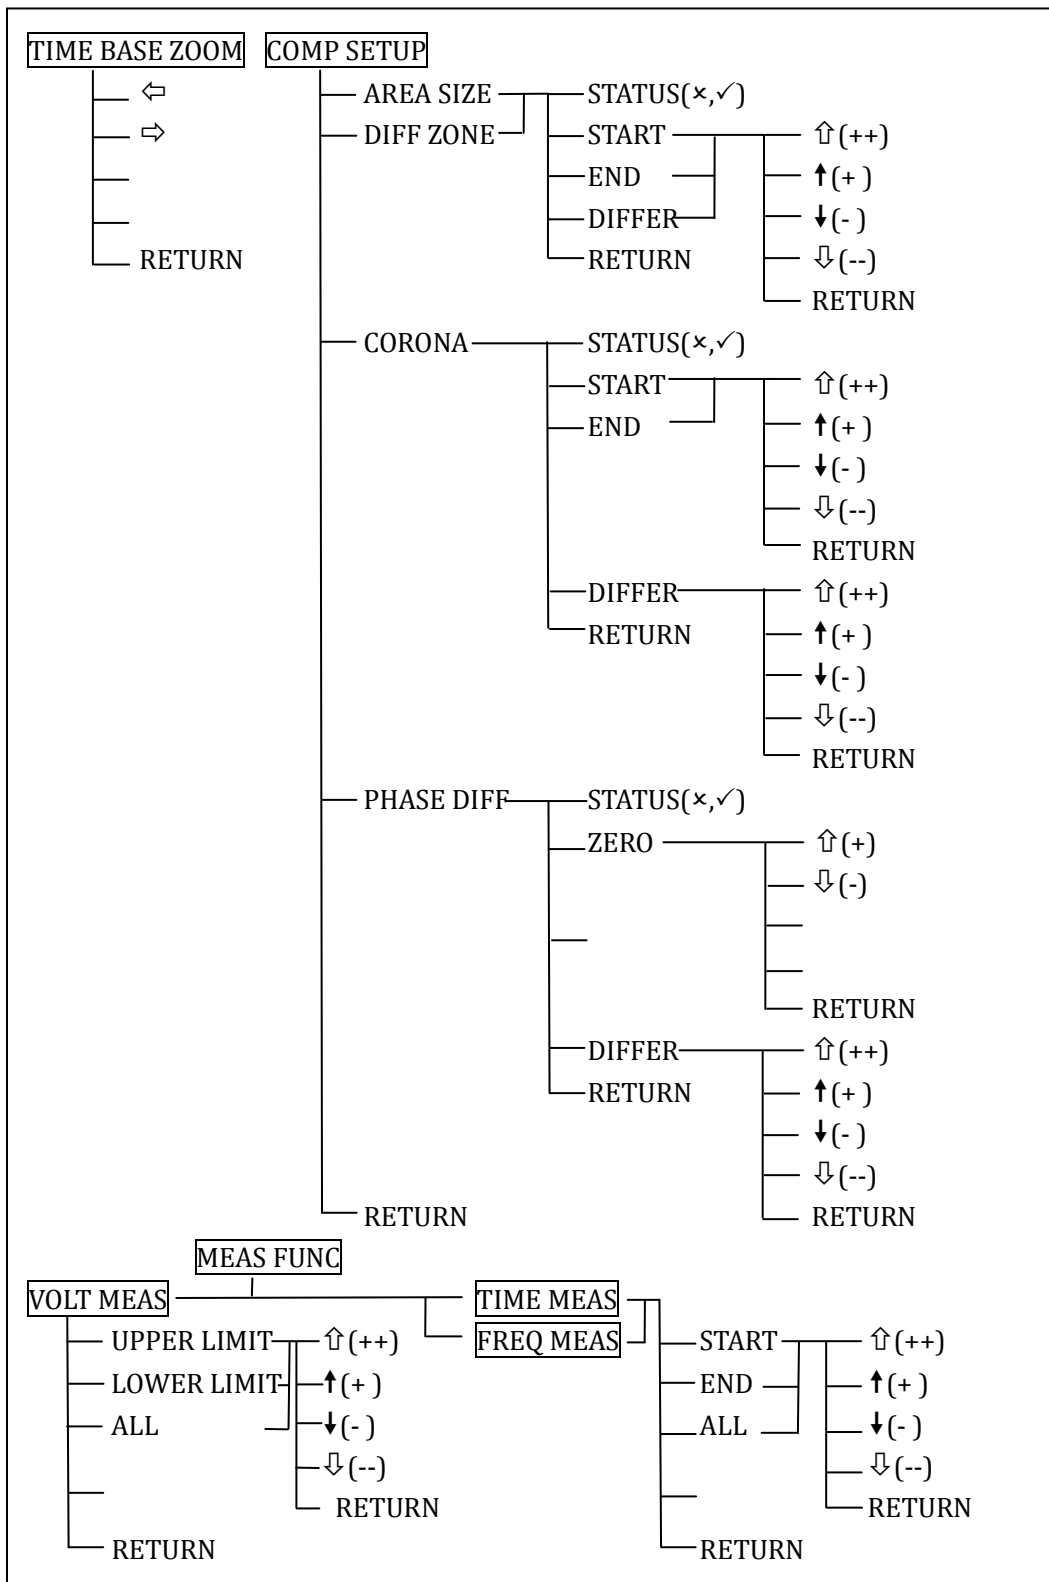 TIME BASE ZOOM
⇦
⇨
RETURN
COMP SETUP
AREA SIZE
DIFF ZONE
STATUS(×,✓)
START
END
DIFFER
RETURN
⇧(++)
↑(+ )
↓(- )
⇩(--)
RETURN
CORONA
STATUS(×,✓)
START
END
⇧(++)
↑(+ )
↓(- )
⇩(--)
RETURN
DIFFER
RETURN
⇧(++)
↑(+ )
↓(- )
⇩(--)
RETURN
PHASE DIFF
STATUS(×,✓)
ZERO
⇧(+)
⇩(-)
RETURN
DIFFER
RETURN
⇧(++)
↑(+ )
↓(- )
⇩(--)
RETURN
RETURN
MEAS FUNC
VOLT MEAS
UPPER LIMIT
LOWER LIMIT
ALL
RETURN
⇧(++)
↑(+ )
↓(- )
⇩(--)
RETURN
TIME MEAS
FREQ MEAS
START
END
ALL
RETURN
⇧(++)
↑(+ )
↓(- )
⇩(--)
RETURN